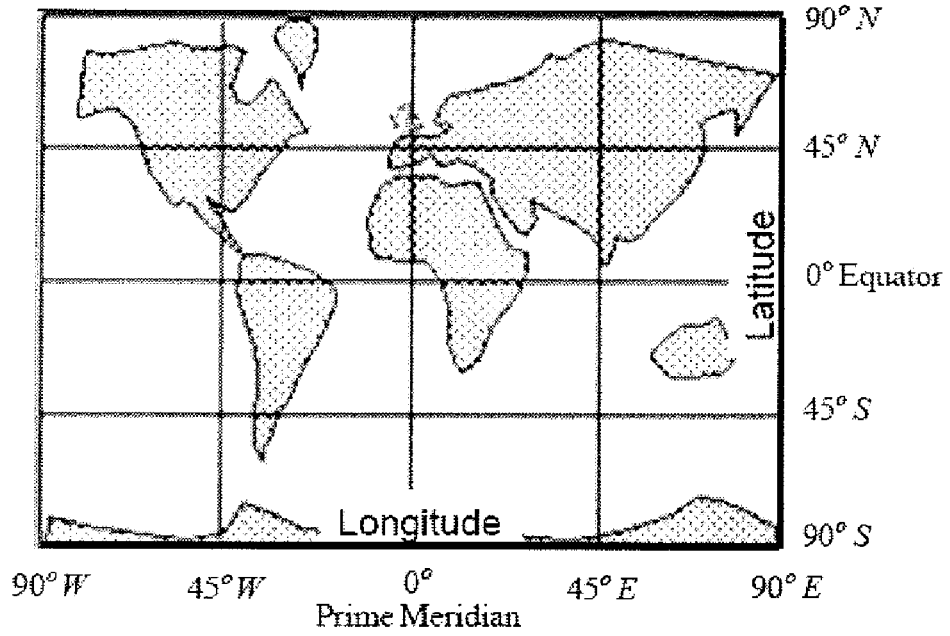 90° N
45° N
Latitude
0° Equator
45° S
Longitude
90° S
90° W 45° W 0° 45° E 90° E
Prime Meridian